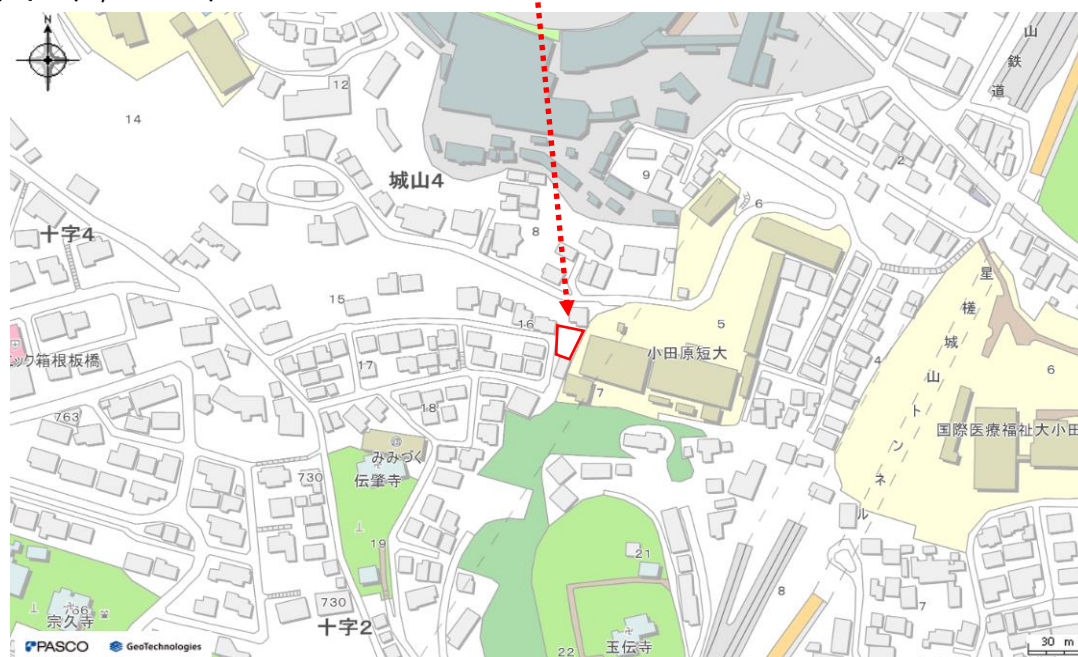 N
山
鉄
道
12
14
2
9
城山4
6
8
十字4
15
16
5
小田原短大
4
ニック箱根板橋
17
7
星
槎
城
山
ト
ン
ネ
ル
6
18
763
国際医療福祉大小田
みみづく
伝肇寺
730
19
21
730
8
7
766
宗久寺
十字2
22
玉伝寺
PASCO
GeoTechnologies
30 m